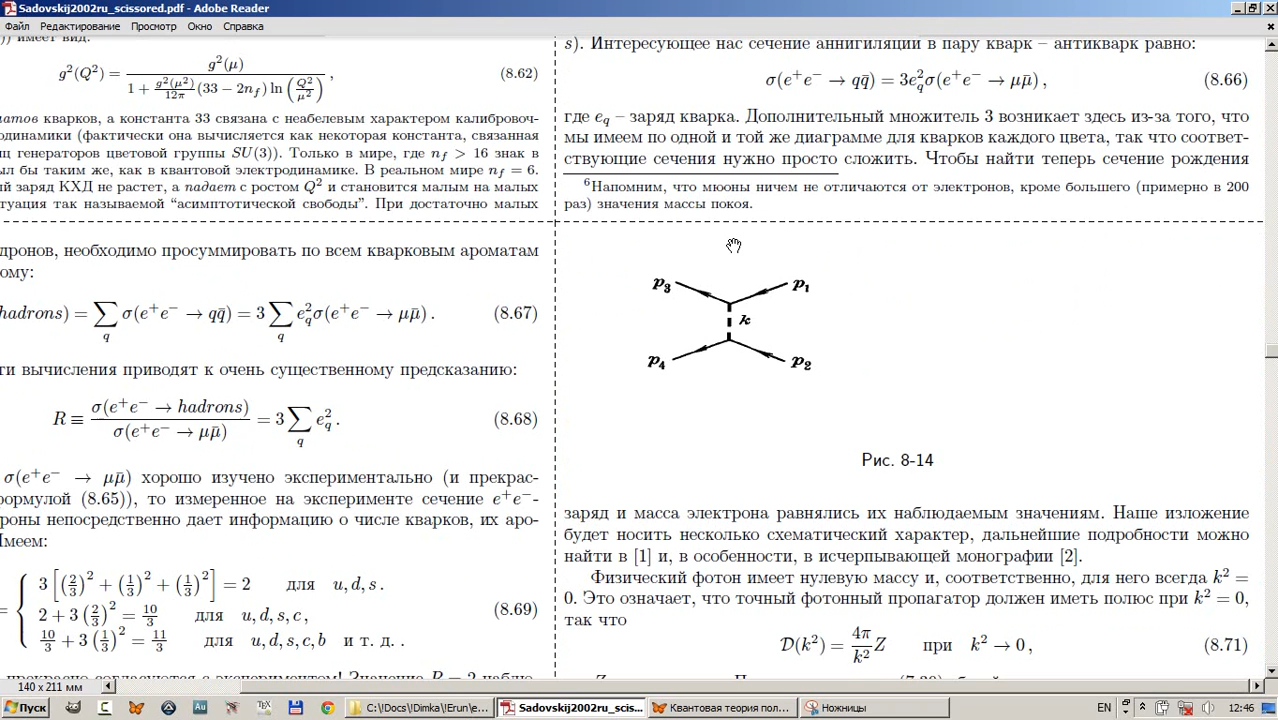 Sadovskij2002ru_scissored.pdf - Adobe Reader
Файл Редактирование Просмотр Окно Справка
)) имеет вид:
g²(Q²) = g²(μ) / 1 + g²(μ²)/12π (33 − 2n_f) ln(Q²/μ²) , (8.62)
матов кварков, а константа 33 связана с неабелевым характером калибровоч-
родинамики (фактически она вычисляется как некоторая константа, связанная
щ генераторов цветовой группы SU(3)). Только в мире, где n_f > 16 знак в
ыл бы таким же, как в квантовой электродинамике. В реальном мире n_f = 6.
ый заряд КХД не растет, а падает с ростом Q² и становится малым на малых
туация так называемой “асимптотической свободы”. При достаточно малых
дронов, необходимо просуммировать по всем кварковым ароматам
ому:
hadrons) = ∑_q σ(e⁺e⁻ → qq̄) = 3 ∑_q e_q² σ(e⁺e⁻ → μμ̄) . (8.67)
ти вычисления приводят к очень существенному предсказанию:
R ≡ σ(e⁺e⁻ → hadrons) / σ(e⁺e⁻ → μμ̄) = 3 ∑_q e_q² . (8.68)
σ(e⁺e⁻ → μμ̄) хорошо изучено экспериментально (и прекрас-
формулой (8.65)), то измеренное на эксперименте сечение e⁺e⁻-
роны непосредственно дает информацию о числе кварков, их аро-
Имеем:
= { 3[(2/3)² + (1/3)² + (1/3)²] = 2 для u, d, s .
2 + 3(2/3)² = 10/3 для u, d, s, c , (8.69)
10/3 + 3(1/3)² = 11/3 для u, d, s, c, b и т. д. .
s). Интересующее нас сечение аннигиляции в пару кварк – антикварк равно:
σ(e⁺e⁻ → qq̄) = 3e_q² σ(e⁺e⁻ → μμ̄) , (8.66)
где e_q – заряд кварка. Дополнительный множитель 3 возникает здесь из-за того, что
мы имеем по одной и той же диаграмме для кварков каждого цвета, так что соответ-
ствующие сечения нужно просто сложить. Чтобы найти теперь сечение рождения
⁶Напомним, что мюоны ничем не отличаются от электронов, кроме большего (примерно в 200
раз) значения массы покоя.
p₃ p₁
k
p₄ p₂
Рис. 8-14
заряд и масса электрона равнялись их наблюдаемым значениям. Наше изложение
будет носить несколько схематический характер, дальнейшие подробности можно
найти в [1] и, в особенности, в исчерпывающей монографии [2].
Физический фотон имеет нулевую массу и, соответственно, для него всегда k² =
0. Это означает, что точный фотонный пропагатор должен иметь полюс при k² = 0,
так что
D(k²) = 4π/k² Z при k² → 0 , (8.71)
140 x 211 мм
Пуск
C:\Docs\Dimka\Erun\e...
Sadovskij2002ru_scis...
Квантовая теория пол...
Ножницы
EN
12:46